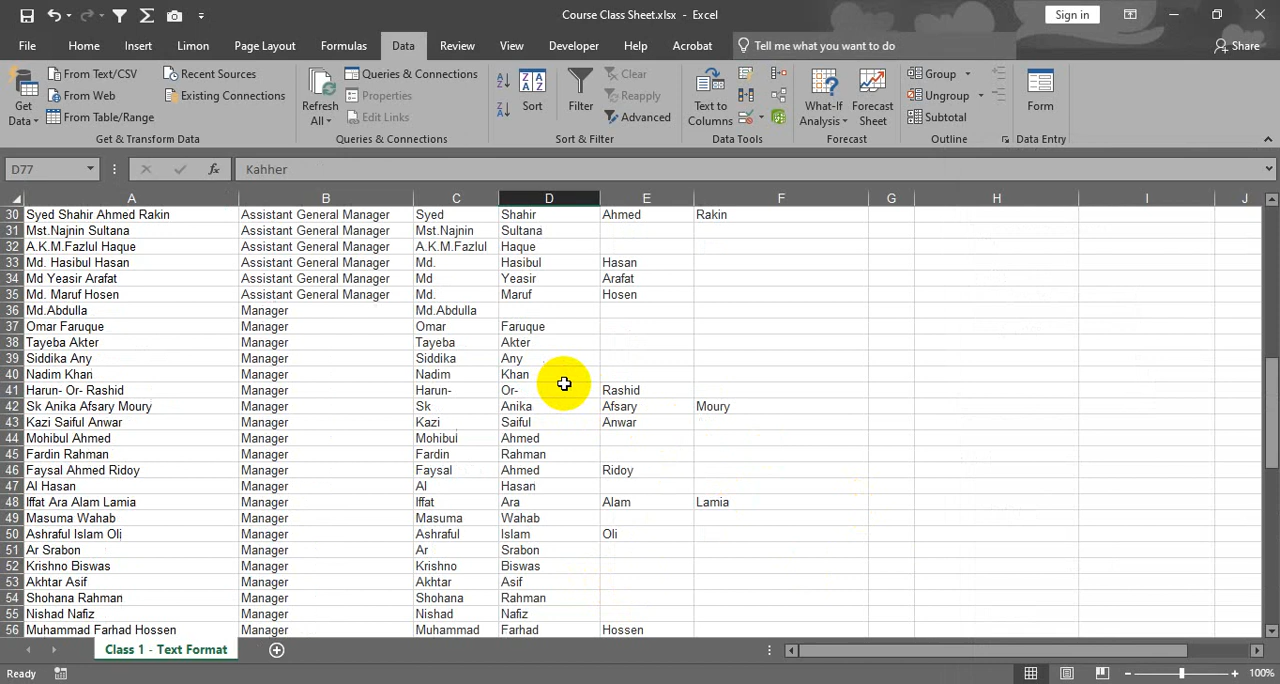 Course Class Sheet.xlsx - Excel
Sign in
File Home Insert Limon Page Layout Formulas Data Review View Developer Help Acrobat Tell me what you want to do Share
Get Data
From Text/CSV
From Web
From Table/Range
Recent Sources
Existing Connections
Get & Transform Data
Refresh All
Queries & Connections
Properties
Edit Links
Queries & Connections
Sort
Filter
Clear
Reapply
Advanced
Sort & Filter
Text to Columns
Data Tools
What-If Analysis
Forecast Sheet
Forecast
Group
Ungroup
Subtotal
Outline
Form
Data Entry
D77 fx Kahher
A B C D E F G H I J
30 Syed Shahir Ahmed Rakin Assistant General Manager Syed Shahir Ahmed Rakin
31 Mst.Najnin Sultana Assistant General Manager Mst.Najnin Sultana
32 A.K.M.Fazlul Haque Assistant General Manager A.K.M.Fazlul Haque
33 Md. Hasibul Hasan Assistant General Manager Md. Hasibul Hasan
34 Md Yeasir Arafat Assistant General Manager Md Yeasir Arafat
35 Md. Maruf Hosen Assistant General Manager Md. Maruf Hosen
36 Md.Abdulla Manager Md.Abdulla
37 Omar Faruque Manager Omar Faruque
38 Tayeba Akter Manager Tayeba Akter
39 Siddika Any Manager Siddika Any
40 Nadim Khan Manager Nadim Khan
41 Harun- Or- Rashid Manager Harun- Or- Rashid
42 Sk Anika Afsary Moury Manager Sk Anika Afsary Moury
43 Kazi Saiful Anwar Manager Kazi Saiful Anwar
44 Mohibul Ahmed Manager Mohibul Ahmed
45 Fardin Rahman Manager Fardin Rahman
46 Faysal Ahmed Ridoy Manager Faysal Ahmed Ridoy
47 Al Hasan Manager Al Hasan
48 Iffat Ara Alam Lamia Manager Iffat Ara Alam Lamia
49 Masuma Wahab Manager Masuma Wahab
50 Ashraful Islam Oli Manager Ashraful Islam Oli
51 Ar Srabon Manager Ar Srabon
52 Krishno Biswas Manager Krishno Biswas
53 Akhtar Asif Manager Akhtar Asif
54 Shohana Rahman Manager Shohana Rahman
55 Nishad Nafiz Manager Nishad Nafiz
56 Muhammad Farhad Hossen Manager Muhammad Farhad Hossen
Class 1 - Text Format
Ready 100%